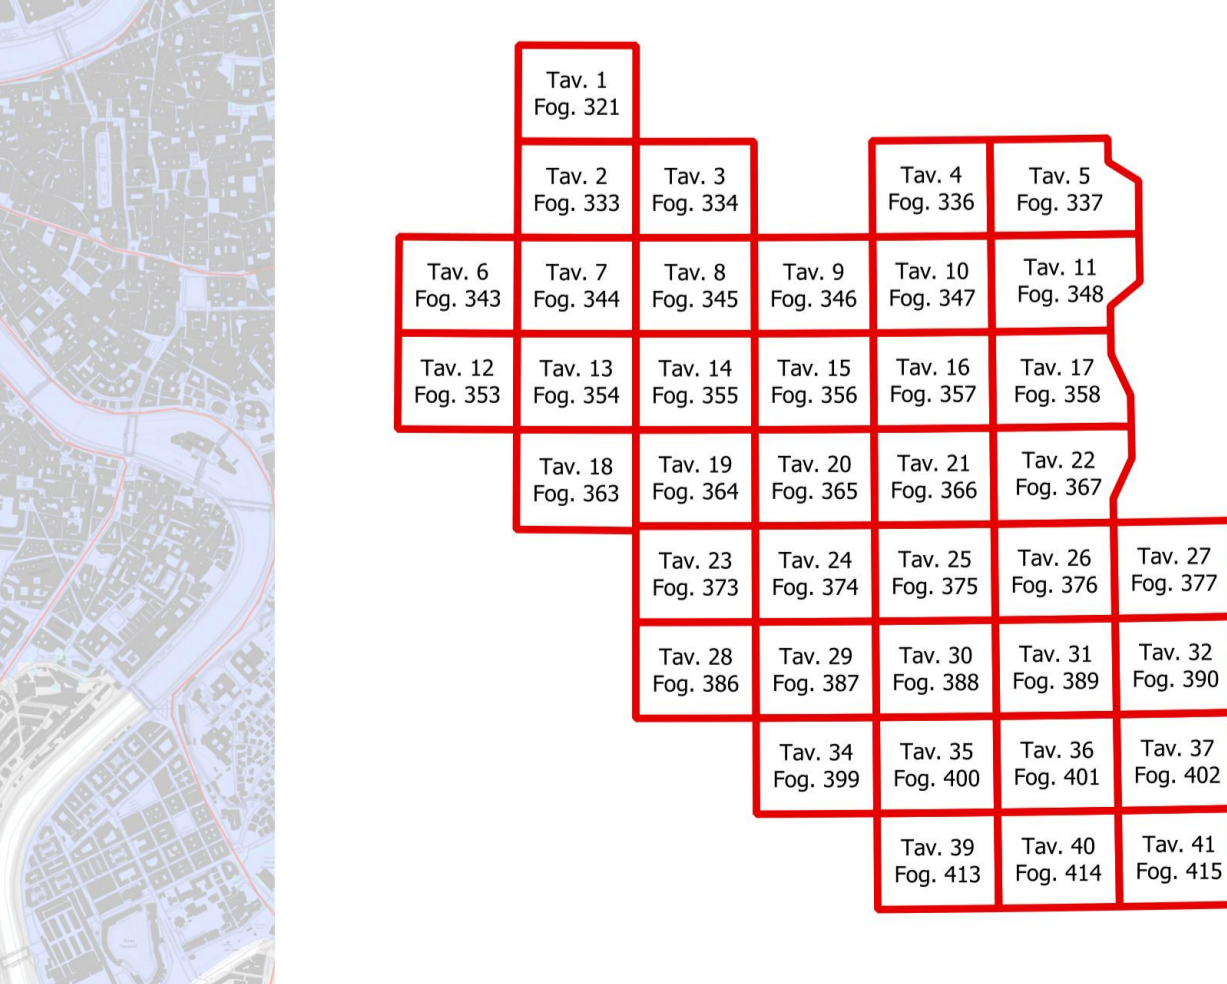 Tav. 1
Fog. 321
Tav. 2
Fog. 333
Tav. 3
Fog. 334
Tav. 4
Fog. 336
Tav. 5
Fog. 337
Tav. 6
Fog. 343
Tav. 7
Fog. 344
Tav. 8
Fog. 345
Tav. 9
Fog. 346
Tav. 10
Fog. 347
Tav. 11
Fog. 348
Tav. 12
Fog. 353
Tav. 13
Fog. 354
Tav. 14
Fog. 355
Tav. 15
Fog. 356
Tav. 16
Fog. 357
Tav. 17
Fog. 358
Tav. 18
Fog. 363
Tav. 19
Fog. 364
Tav. 20
Fog. 365
Tav. 21
Fog. 366
Tav. 22
Fog. 367
Tav. 23
Fog. 373
Tav. 24
Fog. 374
Tav. 25
Fog. 375
Tav. 26
Fog. 376
Tav. 27
Fog. 377
Tav. 28
Fog. 386
Tav. 29
Fog. 387
Tav. 30
Fog. 388
Tav. 31
Fog. 389
Tav. 32
Fog. 390
Tav. 34
Fog. 399
Tav. 35
Fog. 400
Tav. 36
Fog. 401
Tav. 37
Fog. 402
Tav. 39
Fog. 413
Tav. 40
Fog. 414
Tav. 41
Fog. 415